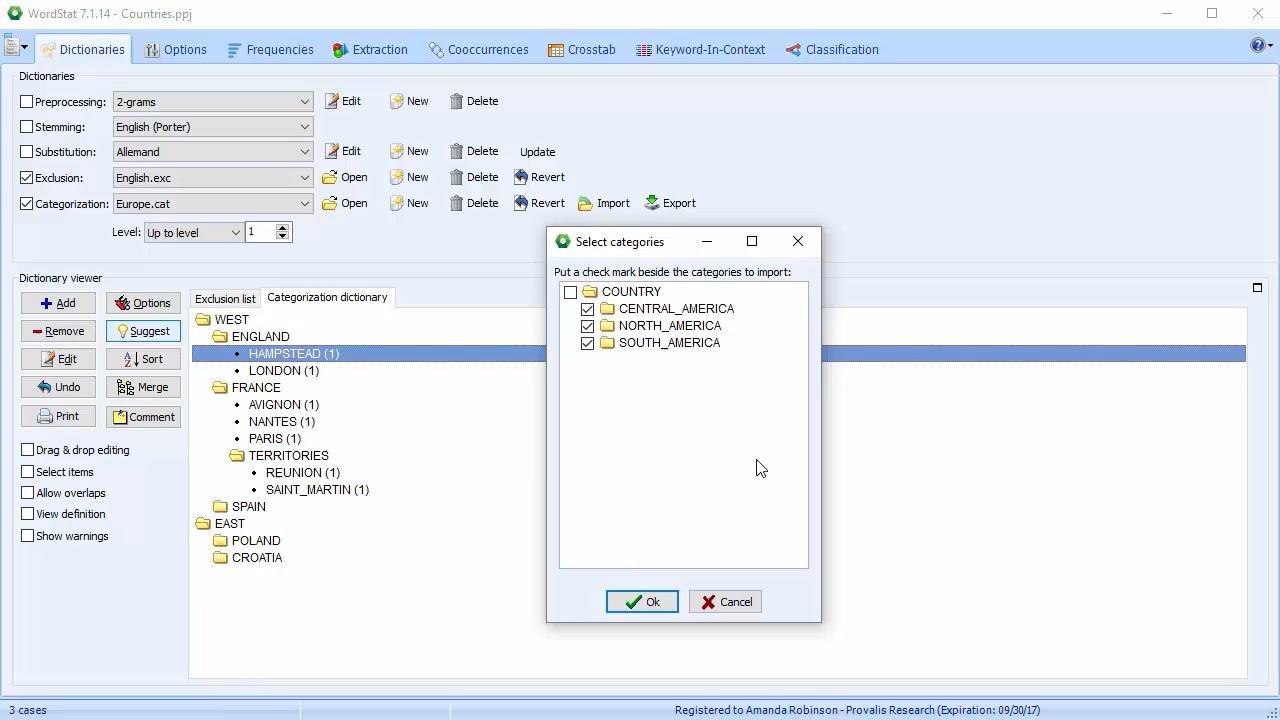 WordStat 7.1.14 - Countries.ppj
Dictionaries Options Frequencies Extraction Cooccurrences Crosstab Keyword-In-Context Classification
Dictionaries
Preprocessing: 2-grams Edit New Delete
Stemming: English (Porter)
Substitution: Allemand Edit New Delete Update
Exclusion: English.exc Open New Delete Revert
Categorization: Europe.cat Open New Delete Revert Import Export
Level: Up to level 1
Dictionary viewer
Add Options
Remove Suggest
Edit Sort
Undo Merge
Print Comment
Drag & drop editing
Select items
Allow overlaps
View definition
Show warnings
Exclusion list Categorization dictionary
WEST
ENGLAND
HAMPSTEAD (1)
LONDON (1)
FRANCE
AVIGNON (1)
NANTES (1)
PARIS (1)
TERRITORIES
REUNION (1)
SAINT_MARTIN (1)
SPAIN
EAST
POLAND
CROATIA
Select categories
Put a check mark beside the categories to import:
COUNTRY
CENTRAL_AMERICA
NORTH_AMERICA
SOUTH_AMERICA
Ok Cancel
3 cases
Registered to Amanda Robinson - Provalis Research (Expiration: 09/30/17)